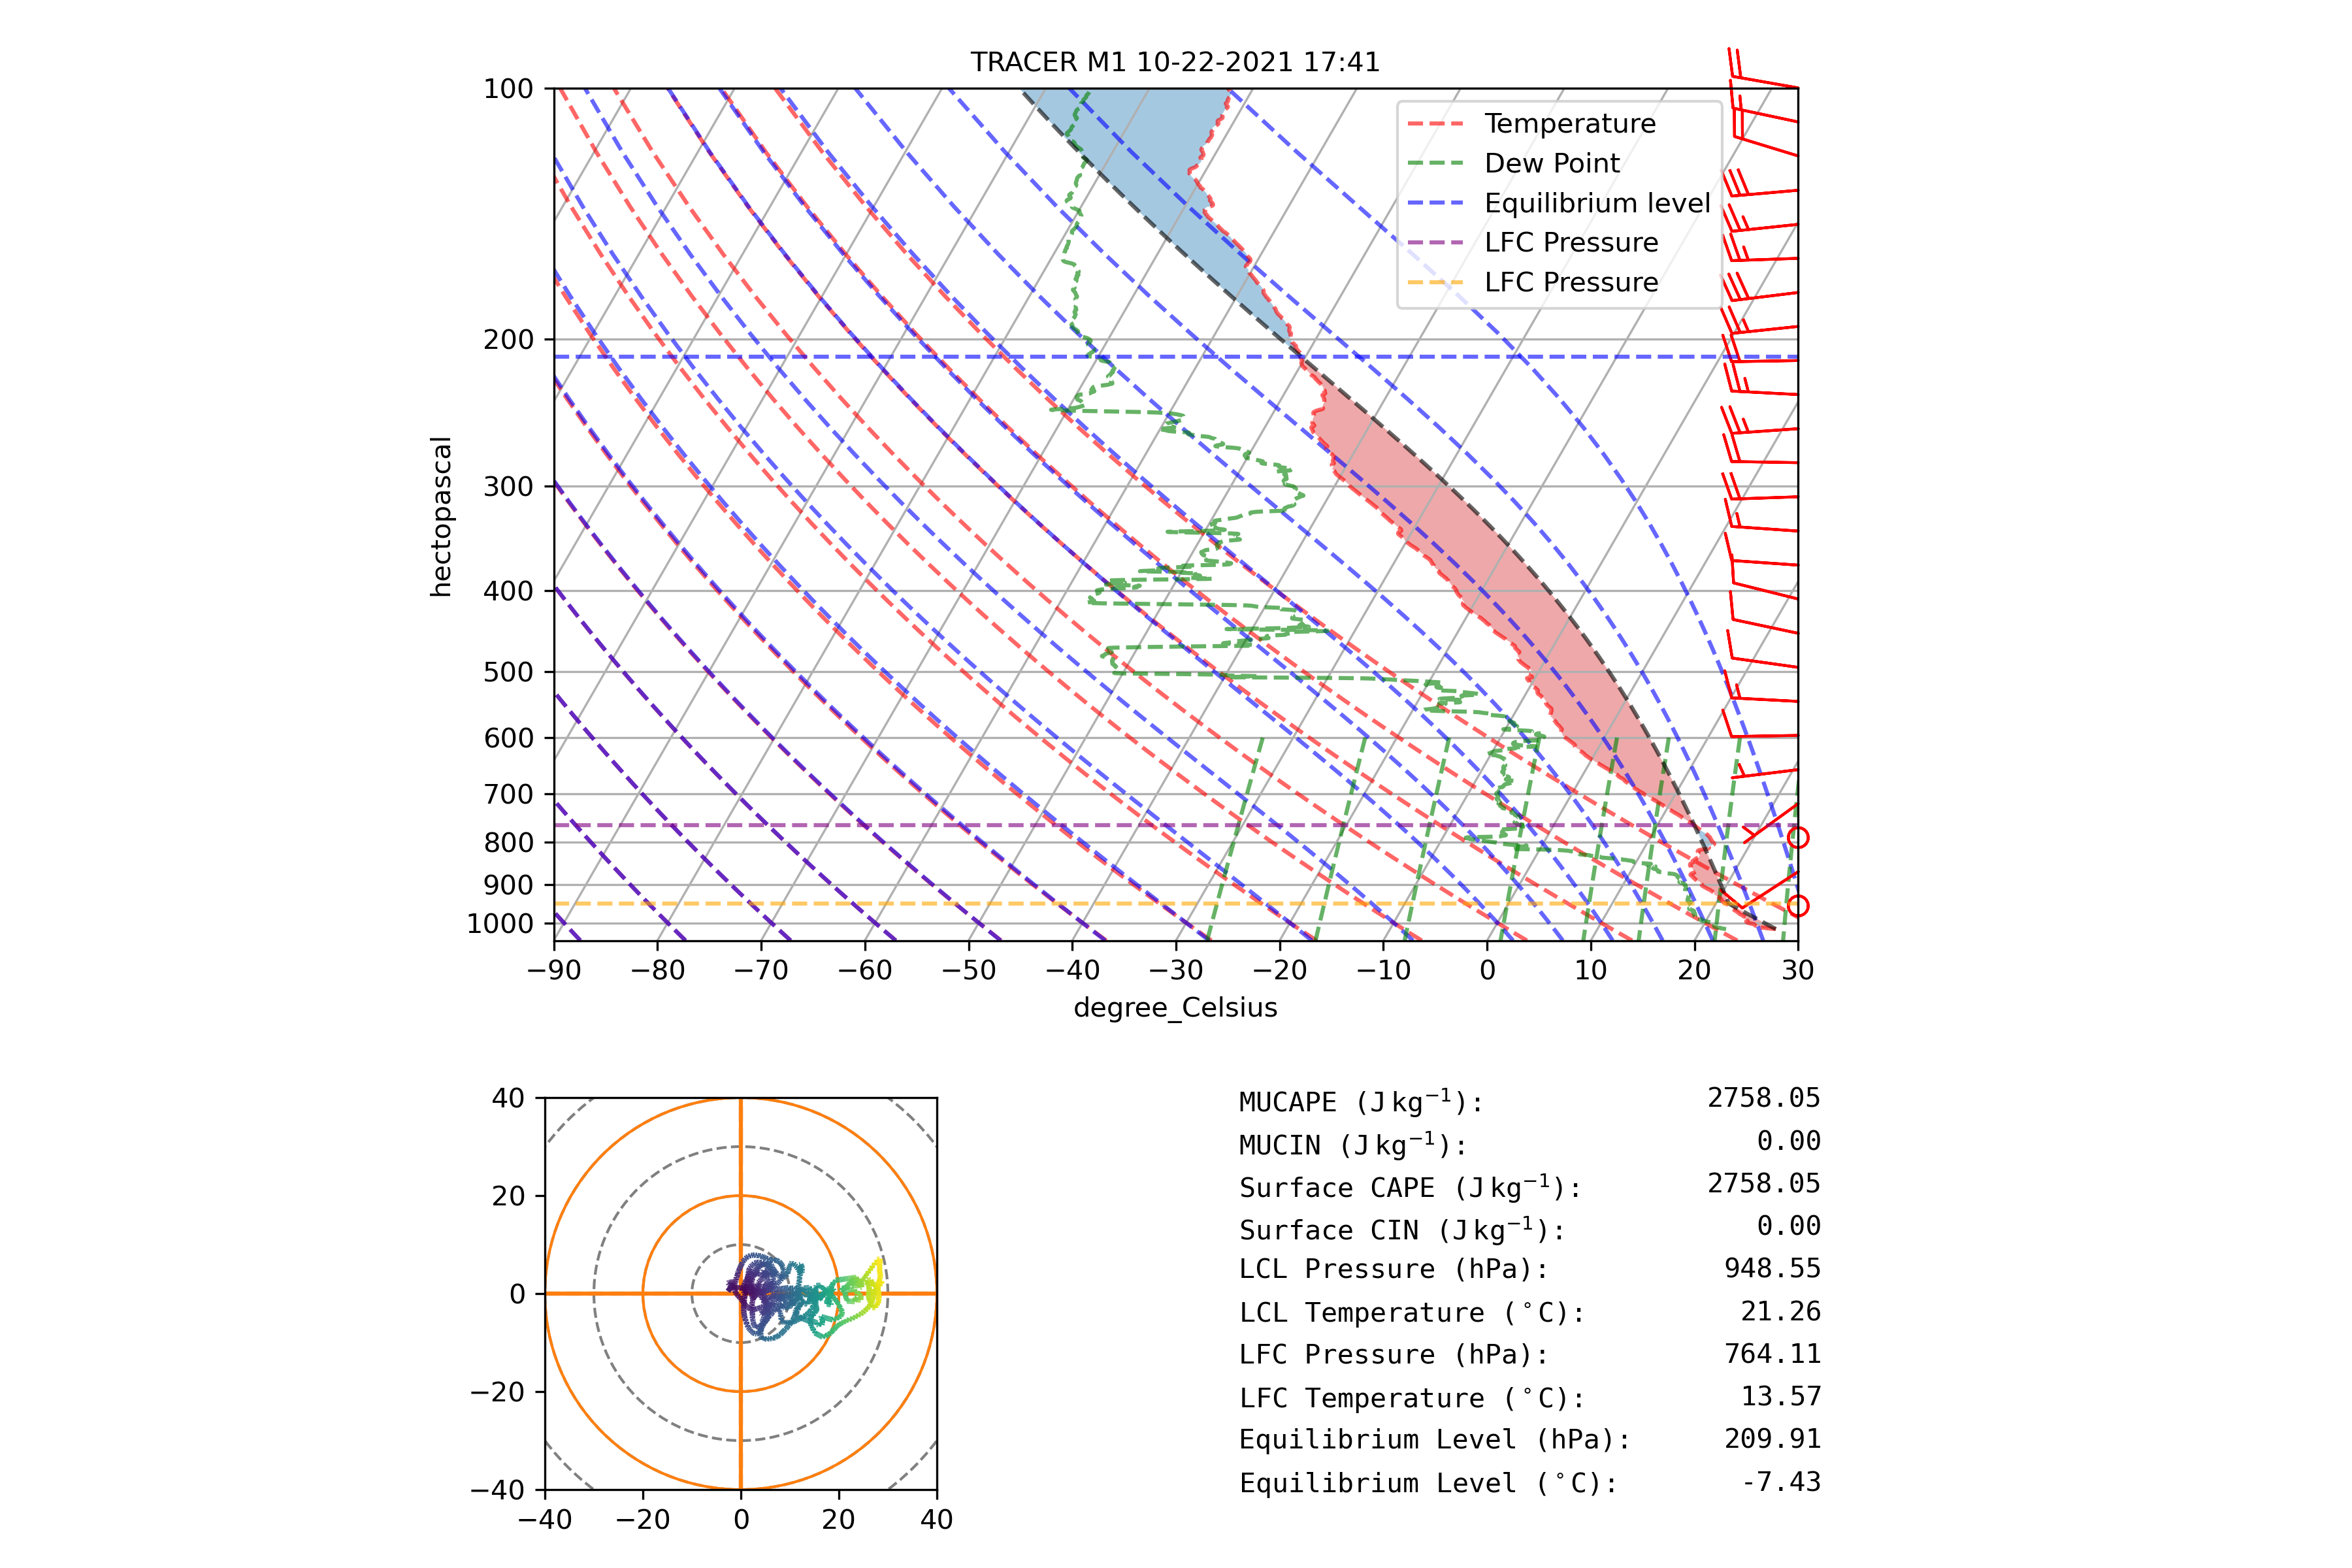 TRACER M1 10-22-2021 17:41
100
200
300
400
500
600
700
800
900
1000
hectopascal
Temperature
Dew Point
Equilibrium level
LFC Pressure
LFC Pressure
−90 −80 −70 −60 −50 −40 −30 −20 −10 0 10 20 30
degree_Celsius
40
20
0
−20
−40
−40 −20 0 20 40
MUCAPE (J kg⁻¹): 2758.05
MUCIN (J kg⁻¹): 0.00
Surface CAPE (J kg⁻¹): 2758.05
Surface CIN (J kg⁻¹): 0.00
LCL Pressure (hPa): 948.55
LCL Temperature (°C): 21.26
LFC Pressure (hPa): 764.11
LFC Temperature (°C): 13.57
Equilibrium Level (hPa): 209.91
Equilibrium Level (°C): -7.43